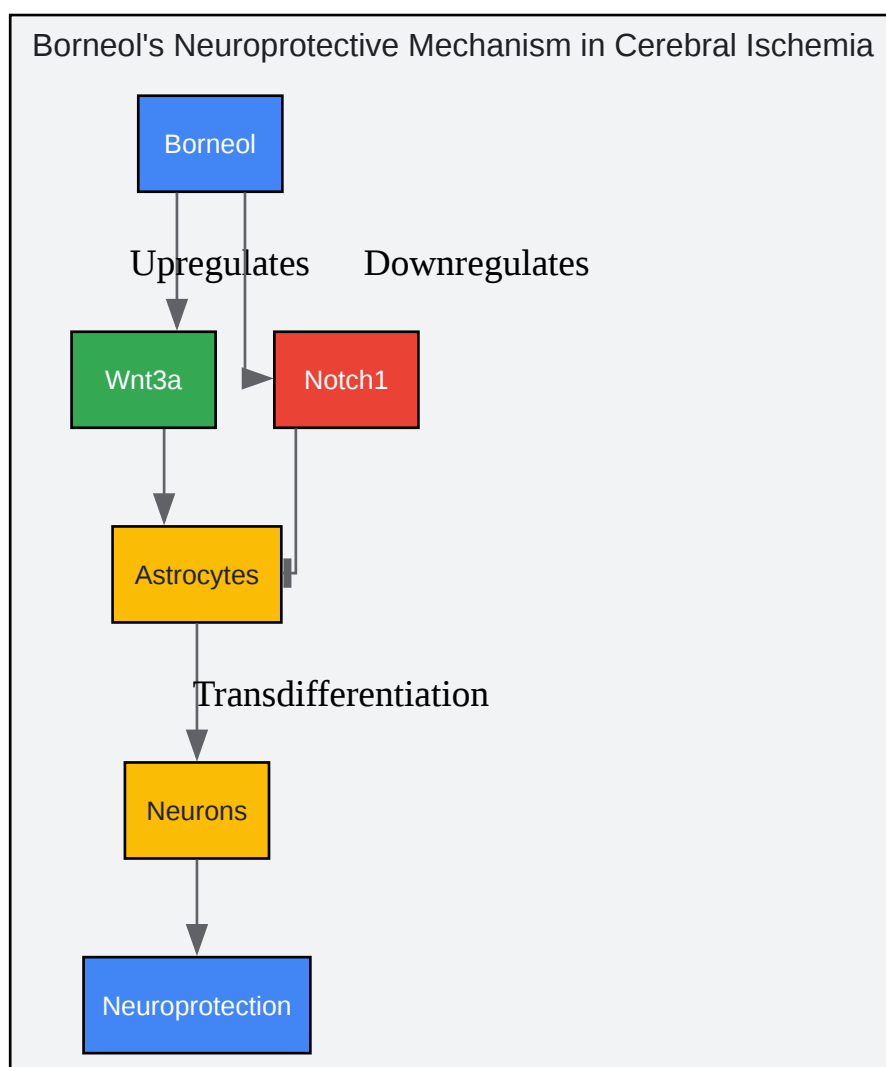 Borneol's Neuroprotective Mechanism in Cerebral Ischemia
Borneol
Upregulates
Downregulates
Wnt3a
Notch1
Astrocytes
Transdifferentiation
Neurons
Neuroprotection